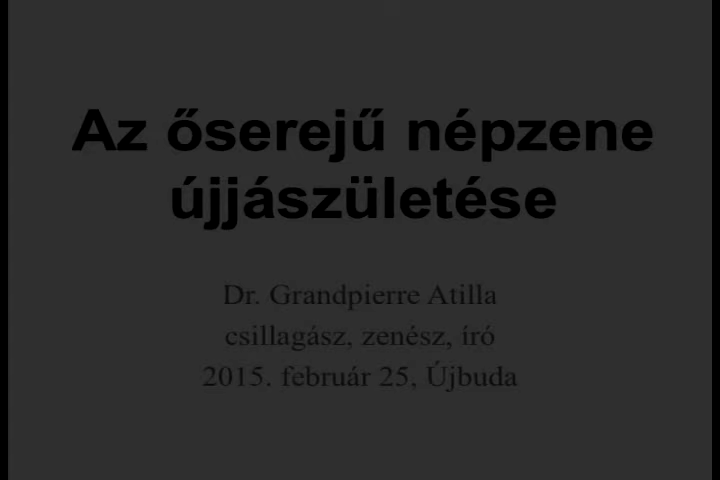 Az őserejű népzene
újjászületése
Dr. Grandpierre Atilla
csillagász, zenész, író
2015. február 25, Újbuda